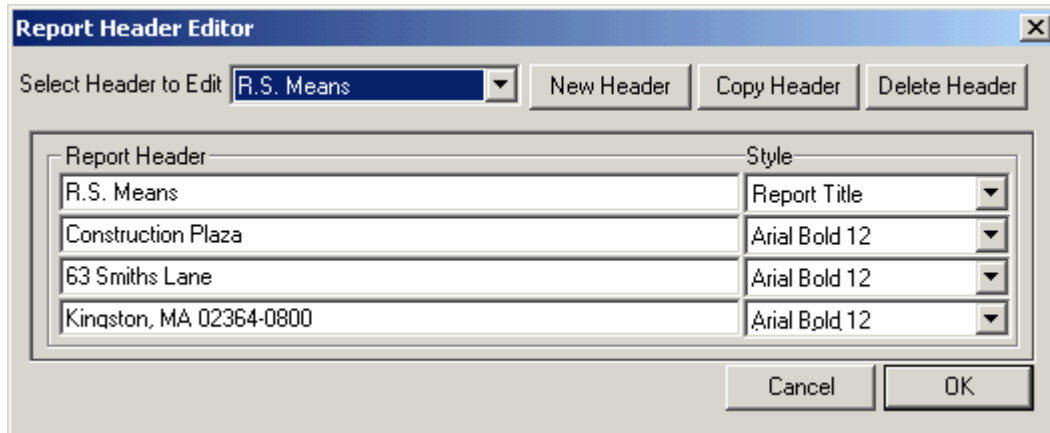 Report Header Editor
Select Header to Edit R.S. Means New Header Copy Header Delete Header
Report Header Style
R.S. Means Report Title
Construction Plaza Arial Bold 12
63 Smiths Lane Arial Bold 12
Kingston, MA 02364-0800 Arial Bold 12
Cancel OK